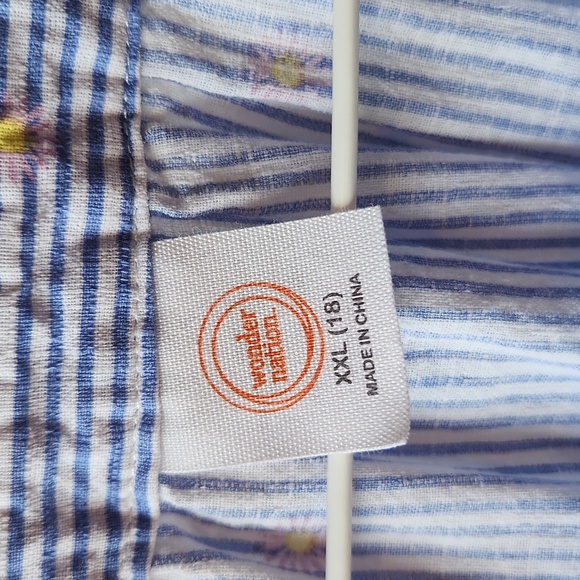 wonder
nation.
XXL (18)
MADE IN CHINA